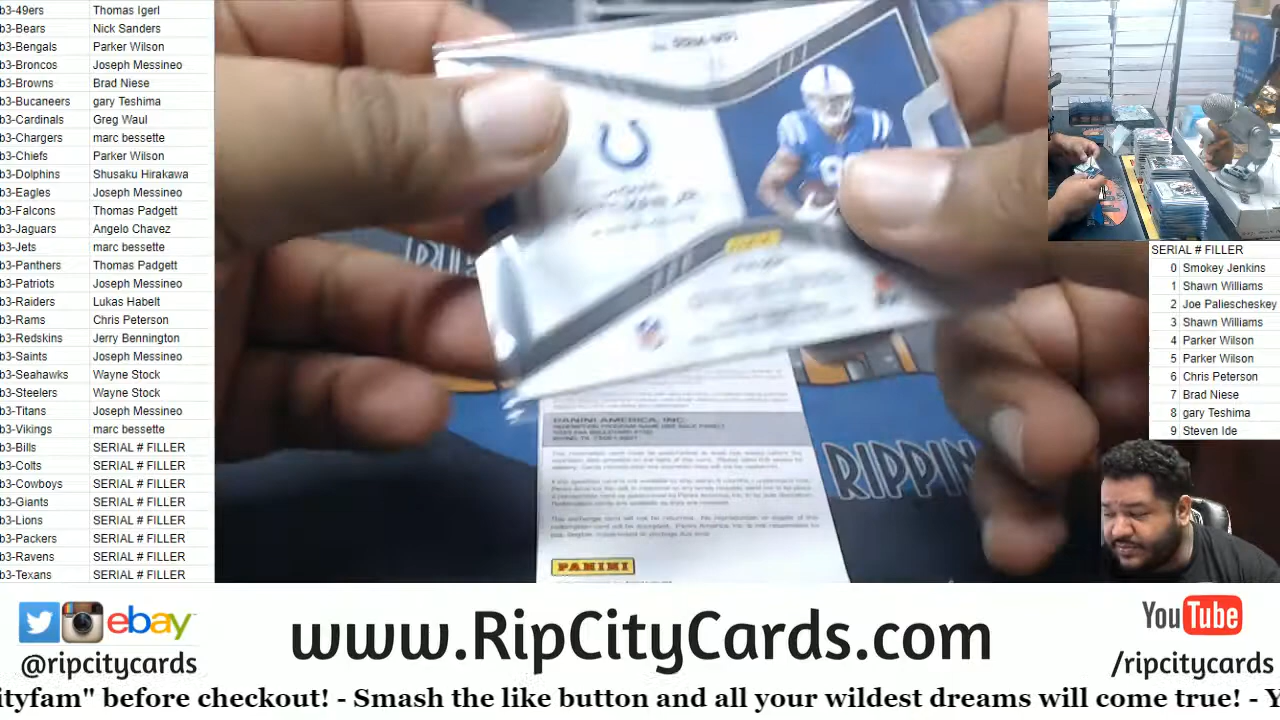 b3-49ers Thomas Igerl
b3-Bears Nick Sanders
b3-Bengals Parker Wilson
b3-Broncos Joseph Messineo
b3-Browns Brad Niese
b3-Bucaneers gary Teshima
b3-Cardinals Greg Waul
b3-Chargers marc bessette
b3-Chiefs Parker Wilson
b3-Dolphins Shusaku Hirakawa
b3-Eagles Joseph Messineo
b3-Falcons Thomas Padgett
b3-Jaguars Angelo Chavez
b3-Jets marc bessette
b3-Panthers Thomas Padgett
b3-Patriots Joseph Messineo
b3-Raiders Lukas Habelt
b3-Rams Chris Peterson
b3-Redskins Jerry Bennington
b3-Saints Joseph Messineo
b3-Seahawks Wayne Stock
b3-Steelers Wayne Stock
b3-Titans Joseph Messineo
b3-Vikings marc bessette
b3-Bills SERIAL # FILLER
b3-Colts SERIAL # FILLER
b3-Cowboys SERIAL # FILLER
b3-Giants SERIAL # FILLER
b3-Lions SERIAL # FILLER
b3-Packers SERIAL # FILLER
b3-Ravens SERIAL # FILLER
b3-Texans SERIAL # FILLER
PANINI AMERICA, INC.
RIPPIN
PANINI
SERIAL # FILLER
0 Smokey Jenkins
1 Shawn Williams
2 Joe Palieschesky
3 Shawn Williams
4 Parker Wilson
5 Parker Wilson
6 Chris Peterson
7 Brad Niese
8 gary Teshima
9 Steven Ide
ebay
@ripcitycards
www.RipCityCards.com
YouTube
/ripcitycards
cityfam" before checkout! - Smash the like button and all your wildest dreams will come true! - Y